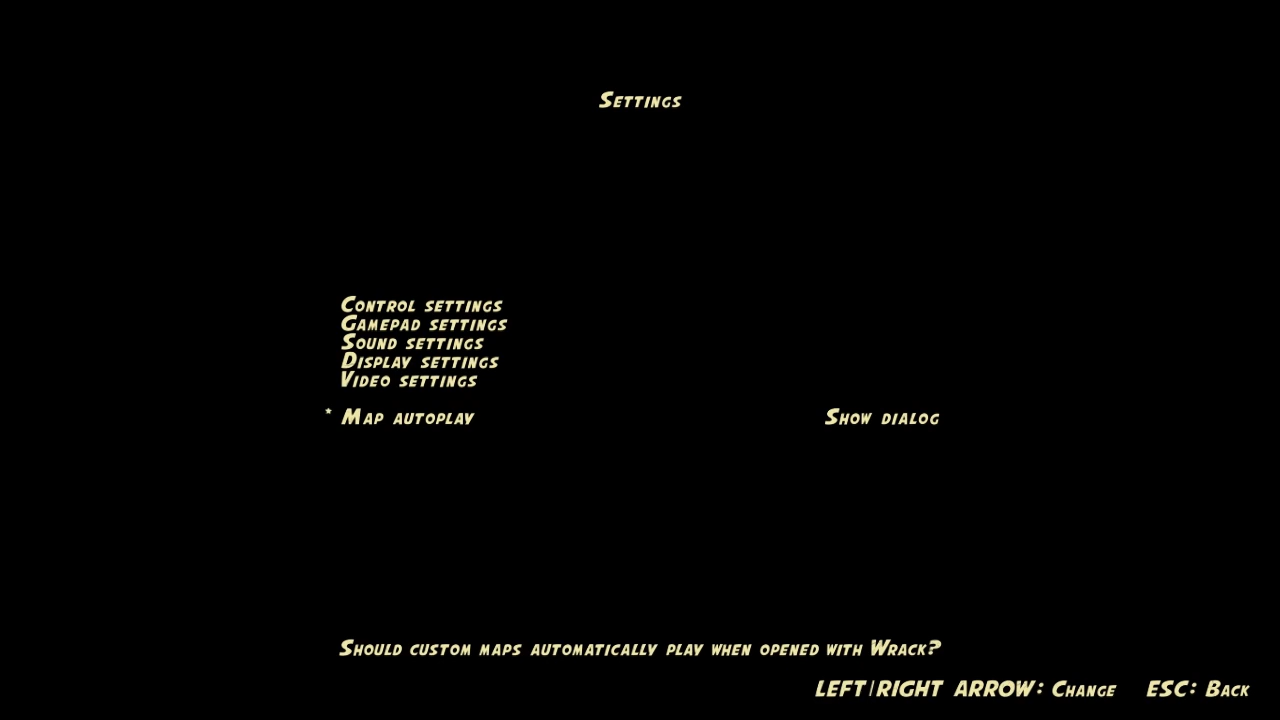 Settings
Control settings
Gamepad settings
Sound settings
Display settings
Video settings
* Map autoplay Show dialog
Should custom maps automatically play when opened with Wrack?
LEFT/RIGHT ARROW: Change ESC: Back